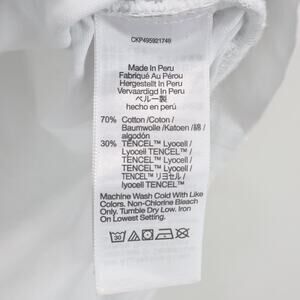 CKP495921749
Made In Peru
Fabriqué Au Pérou
Hergestellt In Peru
Vervaardigd In Peru
ペルー製
hecho en perú
70% Cotton /Coton /
Baumwolle /Katoen /綿 /
algodon
30% TENCEL™ Lyocell /
Lyocell TENCEL™ /
TENCEL™ Lyocell /
TENCEL™ Lyocell /
TENCEL™ リヨセル /
lyocell TENCEL™
Machine Wash Cold With Like
Colors. Non-Chlorine Bleach
Only. Tumble Dry Low. Iron
On Lowest Setting.
30